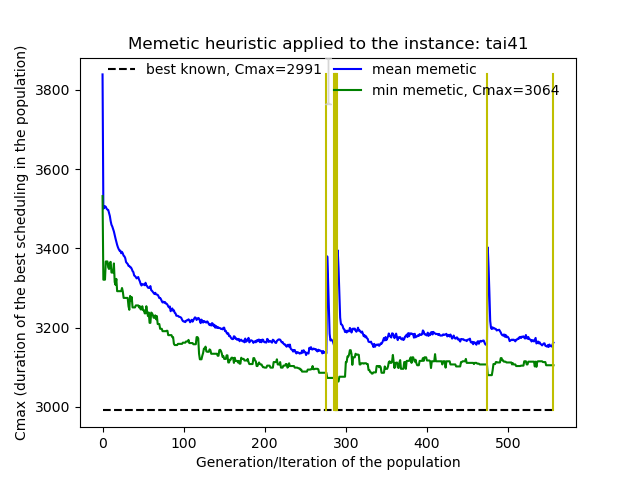 Memetic heuristic applied to the instance: tai41
best known, Cmax=2991
mean memetic
min memetic, Cmax=3064
Cmax (duration of the best scheduling in the population)
3800
3600
3400
3200
3000
0 100 200 300 400 500
Generation/Iteration of the population